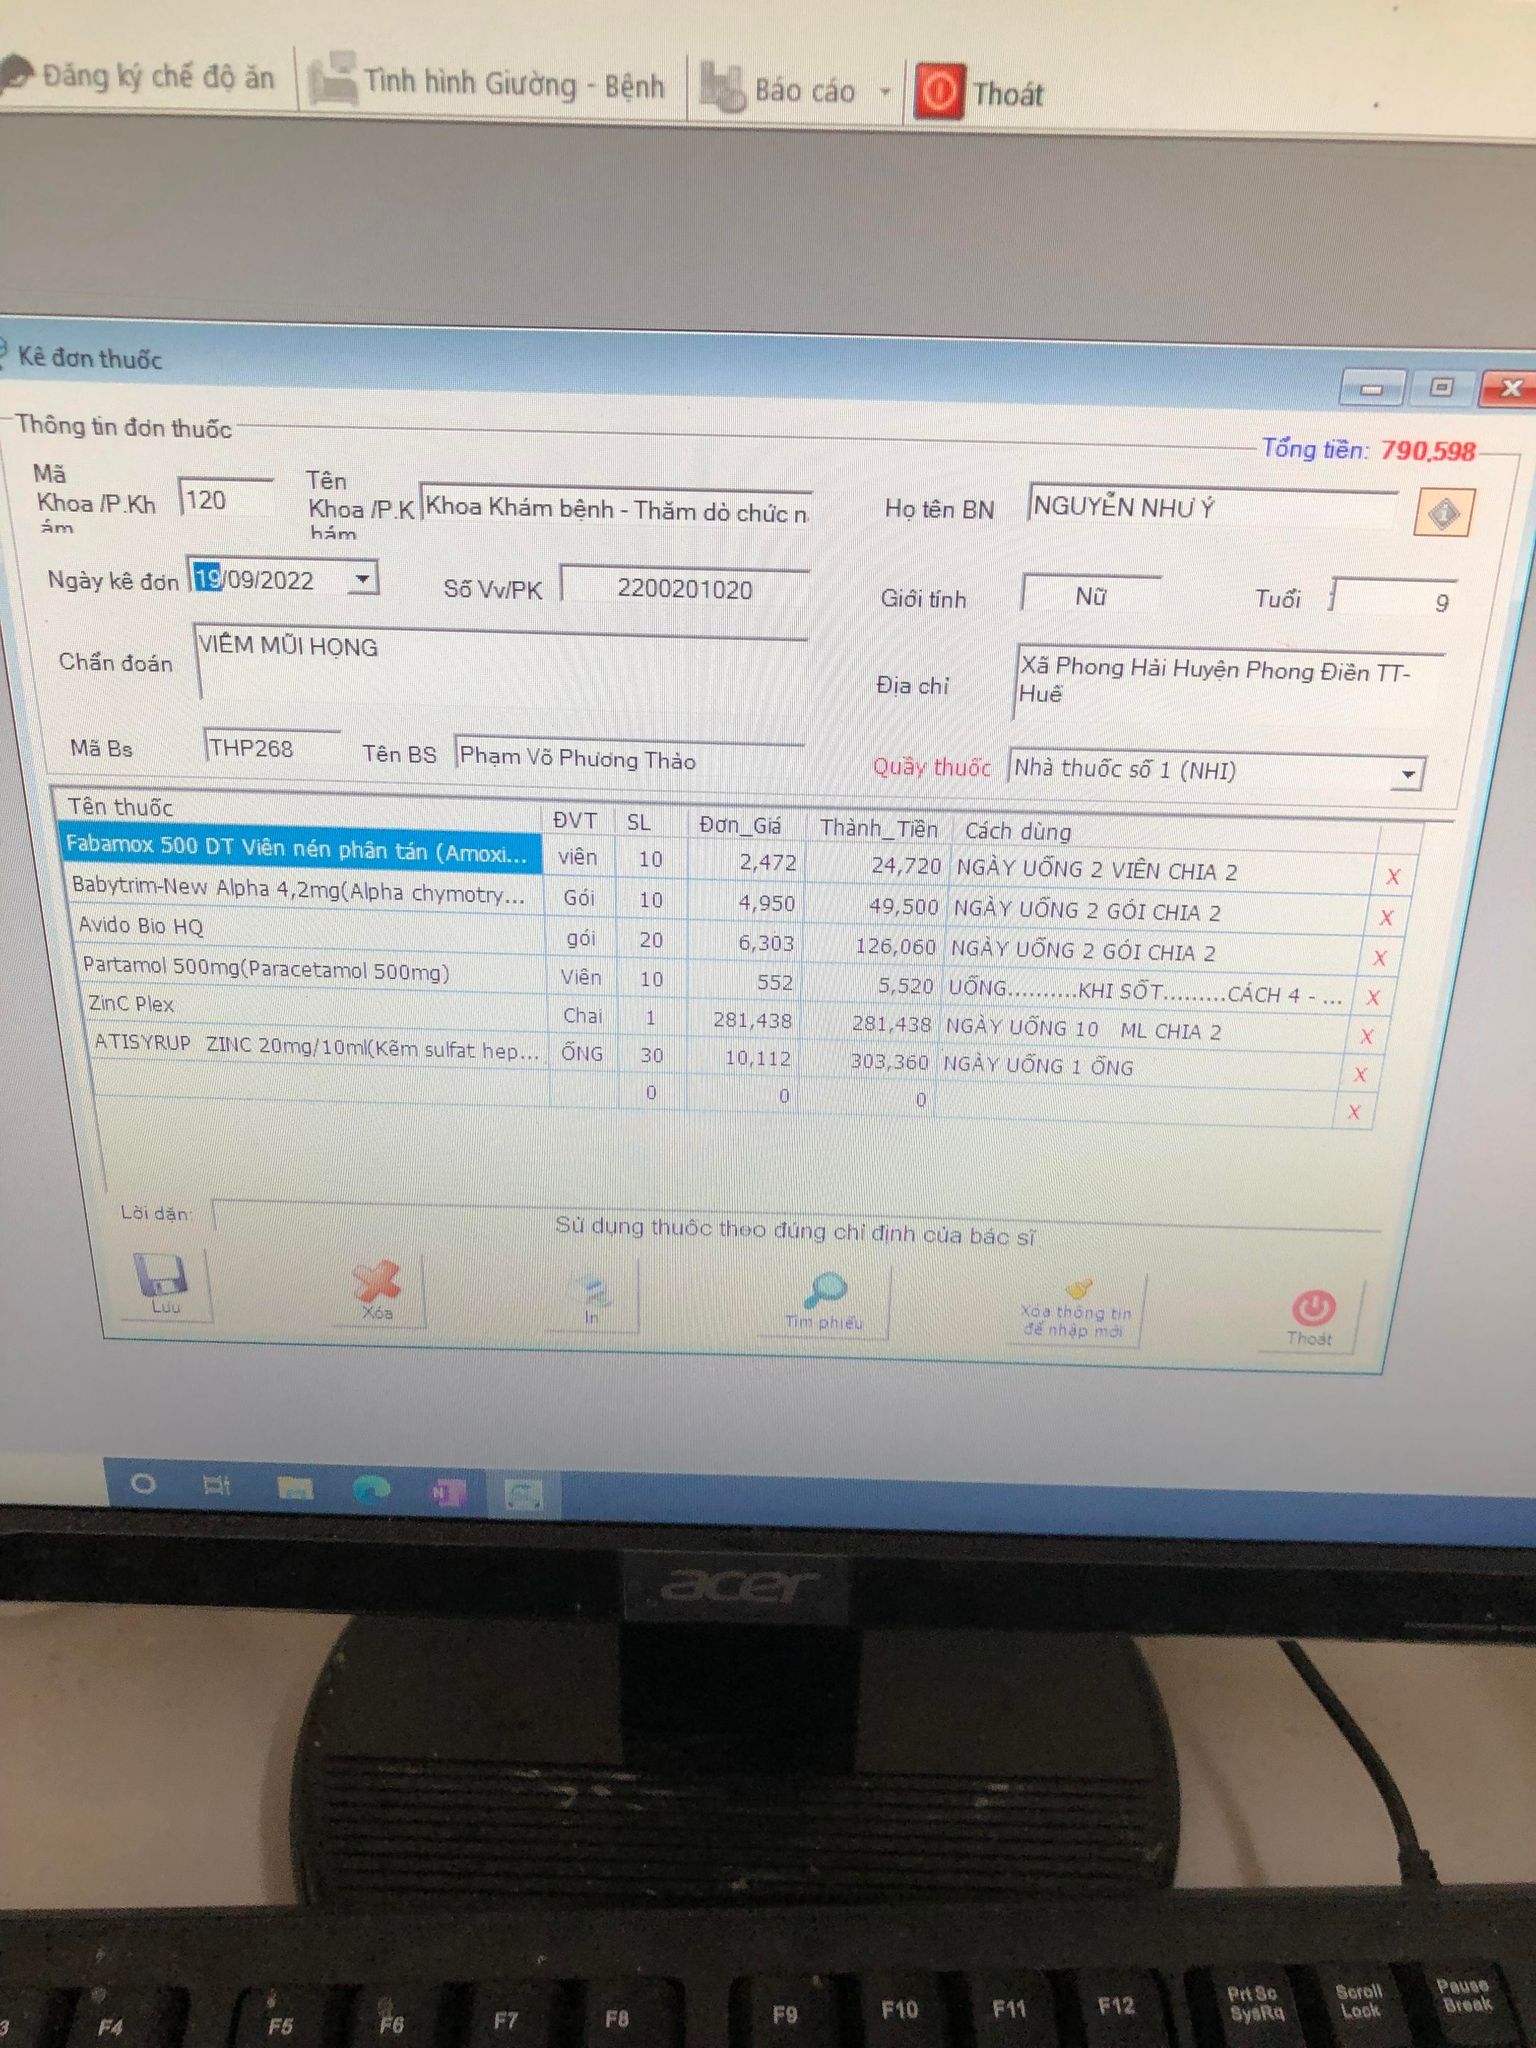 Đăng ký chế độ ăn
Tình hình Giường - Bệnh
Báo cáo
Thoát
Kê đơn thuốc
Thông tin đơn thuốc
Tổng tiền: 790,598
Mã Khoa /P.Khám 120
Tên Khoa /P.Khám Khoa Khám bệnh - Thăm dò chức n
Họ tên BN NGUYỄN NHƯ Ý
Ngày kê đơn 19/09/2022
Số Vv/PK 2200201020
Giới tính Nữ
Tuổi 9
Chẩn đoán VIÊM MŨI HỌNG
Địa chỉ Xã Phong Hải Huyện Phong Điền TT-
Huế
Mã Bs THP268
Tên BS Phạm Võ Phương Thảo
Quầy thuốc Nhà thuốc số 1 (NHI)
Tên thuốc ĐVT SL Đơn_Giá Thành_Tiền Cách dùng
Fabamox 500 DT Viên nén phân tán (Amoxi... viên 10 2,472 24,720 NGÀY UỐNG 2 VIÊN CHIA 2 X
Babytrim-New Alpha 4,2mg(Alpha chymotry... Gói 10 4,950 49,500 NGÀY UỐNG 2 GÓI CHIA 2 X
Avido Bio HQ gói 20 6,303 126,060 NGÀY UỐNG 2 GÓI CHIA 2 X
Partamol 500mg(Paracetamol 500mg) Viên 10 552 5,520 UỐNG..........KHI SỐT.........CÁCH 4 - ... X
ZinC Plex Chai 1 281,438 281,438 NGÀY UỐNG 10 ML CHIA 2 X
ATISYRUP ZINC 20mg/10ml(Kẽm sulfat hep... ỐNG 30 10,112 303,360 NGÀY UỐNG 1 ỐNG X
0 0 0 X
Lời dặn: Sử dụng thuốc theo đúng chỉ định của bác sĩ
Lưu
Xóa
In
Tìm phiếu
Xóa thông tin
để nhập mới
Thoát
acer
3 F4 F5 F6 F7 F8 F9 F10 F11 F12
Prt Sc
SysRq
Scroll
Lock
Pause
Break